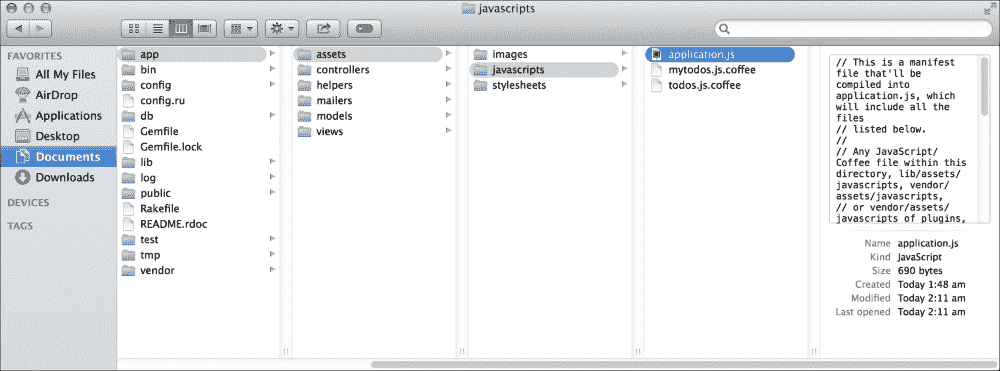 javascripts
FAVORITES
All My Files
AirDrop
Applications
Desktop
Documents
Downloads
DEVICES
TAGS
app
bin
config
config.ru
db
Gemfile
Gemfile.lock
lib
log
public
Rakefile
README.rdoc
test
tmp
vendor
assets
controllers
helpers
mailers
models
views
images
javascripts
stylesheets
application.js
mytodos.js.coffee
todos.js.coffee
// This is a manifest
file that'll be
compiled into
application.js, which
will include all the
files
// listed below.
//
// Any JavaScript/
Coffee file within this
directory, lib/assets/
javascripts, vendor/
assets/javascripts,
// or vendor/assets/
javascripts of plugins,
Name application.js
Kind JavaScript
Size 690 bytes
Created Today 1:48 am
Modified Today 2:11 am
Last opened Today 2:11 am